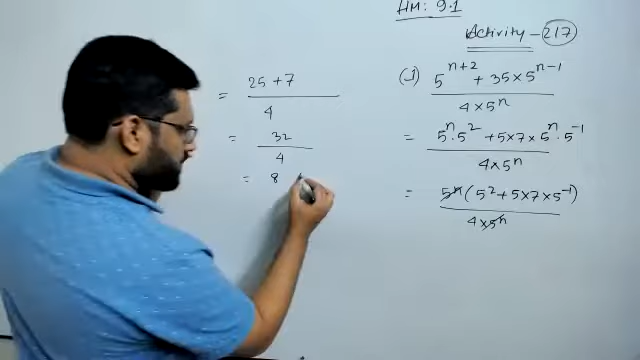 HM: 9.1
Activity - 217
(1) 5^{n+2} + 35×5^{n-1} / 4×5^n
= 5^n·5^2 + 5×7×5^n·5^{-1} / 4×5^n
= 5^n(5^2 + 5×7×5^{-1}) / 4×5^n
= 25+7 / 4
= 32 / 4
= 8